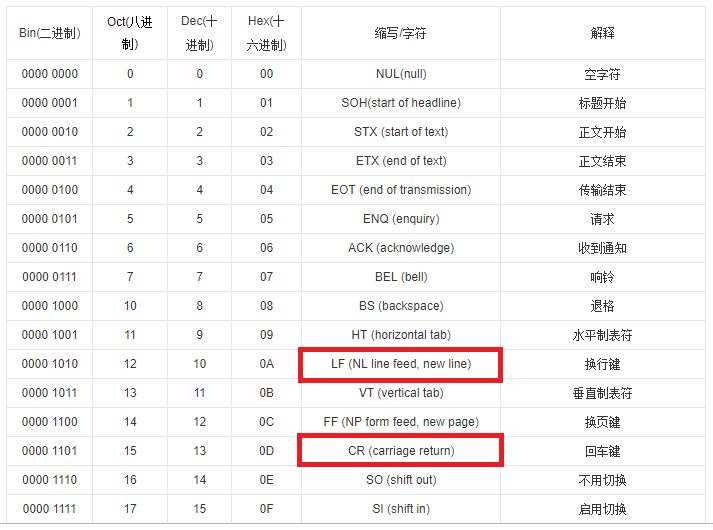 Bin(二进制) Oct(八进制) Dec(十进制) Hex(十六进制) 缩写/字符 解释
0000 0000 0 0 00 NUL(null) 空字符
0000 0001 1 1 01 SOH(start of headline) 标题开始
0000 0010 2 2 02 STX (start of text) 正文开始
0000 0011 3 3 03 ETX (end of text) 正文结束
0000 0100 4 4 04 EOT (end of transmission) 传输结束
0000 0101 5 5 05 ENQ (enquiry) 请求
0000 0110 6 6 06 ACK (acknowledge) 收到通知
0000 0111 7 7 07 BEL (bell) 响铃
0000 1000 10 8 08 BS (backspace) 退格
0000 1001 11 9 09 HT (horizontal tab) 水平制表符
0000 1010 12 10 0A LF (NL line feed, new line) 换行键
0000 1011 13 11 0B VT (vertical tab) 垂直制表符
0000 1100 14 12 0C FF (NP form feed, new page) 换页键
0000 1101 15 13 0D CR (carriage return) 回车键
0000 1110 16 14 0E SO (shift out) 不用切换
0000 1111 17 15 0F SI (shift in) 启用切换